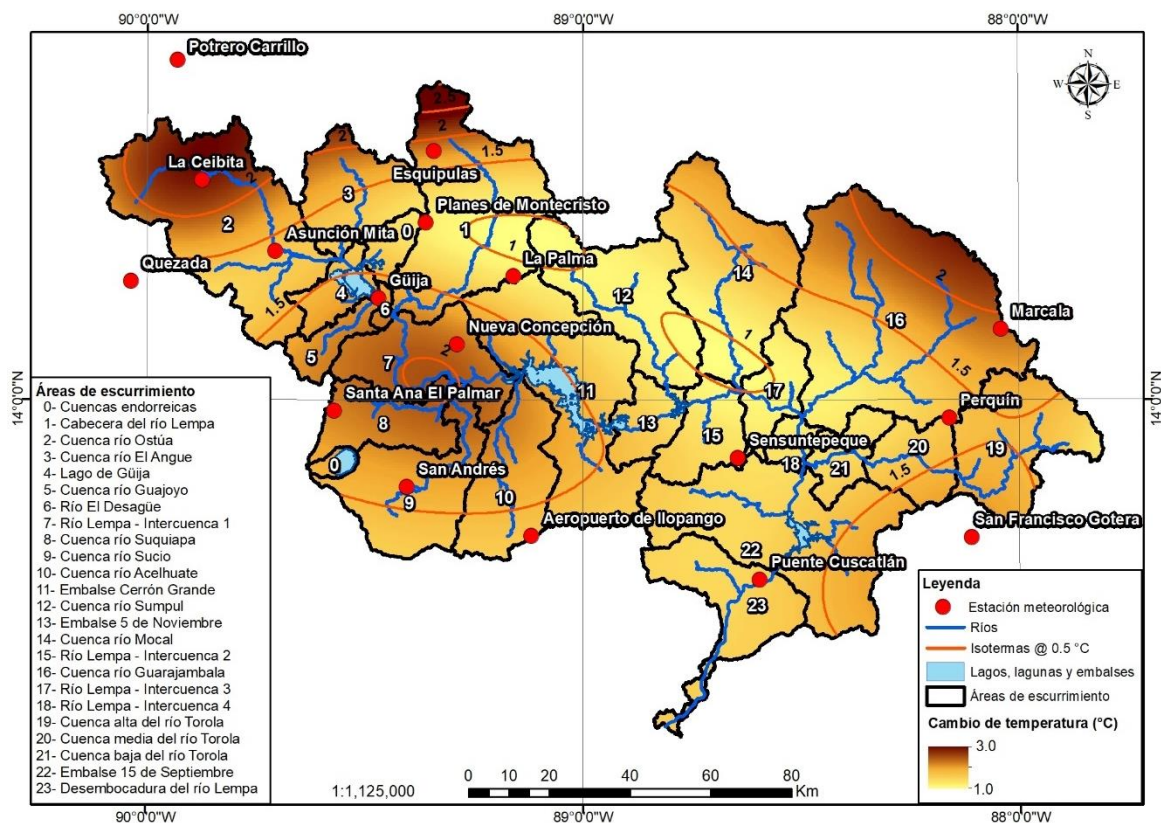 90°0'0"W 89°0'0"W 88°0'0"W
Potrero Carrillo
N
W E
S
2.5
2
2
1.5
La Ceibita
2
Esquipulas
3
2
Planes de Montecristo
0
1
Asunción Mita
1
14
Quezada
La Palma
Güija
4
12
2
1.5
6
16
Marcala
Nueva Concepción
5
7
2
1
1.5
11
17
14°0'0"N
14°0'0"N
Santa Ana El Palmar
Perquín
8
13
15
Sensuntepeque
20
19
0
San Andrés
18
21
1.5
9
10
Aeropuerto de Ilopango
San Francisco Gotera
22
Puente Cuscatlán
23
Áreas de escurrimiento
0- Cuencas endorreicas
1- Cabecera del río Lempa
2- Cuenca río Ostúa
3- Cuenca río El Angue
4- Lago de Güija
5- Cuenca río Guajoyo
6- Río El Desagüe
7- Río Lempa - Intercuenca 1
8- Cuenca río Suquiapa
9- Cuenca río Sucio
10- Cuenca río Acelhuate
11- Embalse Cerrón Grande
12- Cuenca río Sumpul
13- Embalse 5 de Noviembre
14- Cuenca río Mocal
15- Río Lempa - Intercuenca 2
16- Cuenca río Guarajambala
17- Río Lempa - Intercuenca 3
18- Río Lempa - Intercuenca 4
19- Cuenca alta del río Torola
20- Cuenca media del río Torola
21- Cuenca baja del río Torola
22- Embalse 15 de Septiembre
23- Desembocadura del río Lempa
Leyenda
Estación meteorológica
Ríos
Isotermas @ 0.5 °C
Lagos, lagunas y embalses
Áreas de escurrimiento
Cambio de temperatura (°C)
3.0
1.0
1:1,125,000
0 10 20 40 60 80
Km
90°0'0"W 89°0'0"W 88°0'0"W